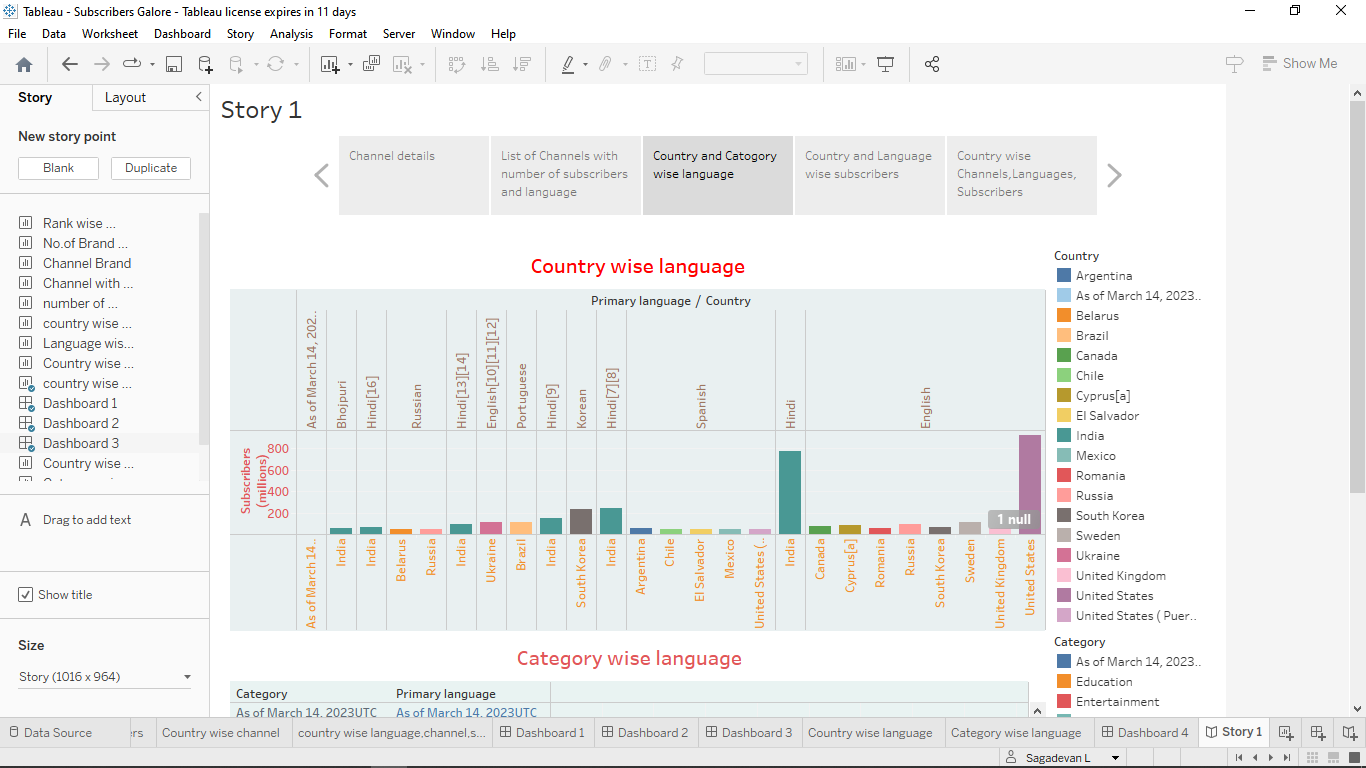 Tableau - Subscribers Galore - Tableau license expires in 11 days
File Data Worksheet Dashboard Story Analysis Format Server Window Help
Show Me
Story Layout
New story point
Blank Duplicate
Rank wise ...
No.of Brand ...
Channel Brand
Channel with ...
number of ...
country wise ...
Language wis...
Country wise ...
country wise ...
Dashboard 1
Dashboard 2
Dashboard 3
Country wise ...
Drag to add text
Show title
Size
Story (1016 x 964)
Story 1
Channel details
List of Channels with
number of subscribers
and language
Country and Catogory
wise language
Country and Language
wise subscribers
Country wise
Channels,Languages,
Subscribers
Country wise language
Primary language / Country
As of March 14, 202..
Bhojpuri
Hindi[16]
Russian
Hindi[13][14]
English[10][11][12]
Portuguese
Hindi[9]
Korean
Hindi[7][8]
Spanish
Hindi
English
Subscribers
(millions)
800
600
400
200
1 null
As of March 14..
India
India
Belarus
Russia
India
Ukraine
Brazil
India
South Korea
India
Argentina
Chile
El Salvador
Mexico
United States (..
India
Canada
Cyprus[a]
Romania
Russia
South Korea
Sweden
United Kingdom
United States
Country
Argentina
As of March 14, 2023..
Belarus
Brazil
Canada
Chile
Cyprus[a]
El Salvador
India
Mexico
Romania
Russia
South Korea
Sweden
Ukraine
United Kingdom
United States
United States ( Puer..
Category
As of March 14, 2023..
Education
Entertainment
Category wise language
Category Primary language
As of March 14, 2023UTC As of March 14, 2023UTC
Data Source ers Country wise channel country wise language,channel,s... Dashboard 1 Dashboard 2 Dashboard 3 Country wise language Category wise language Dashboard 4 Story 1
Sagadevan L